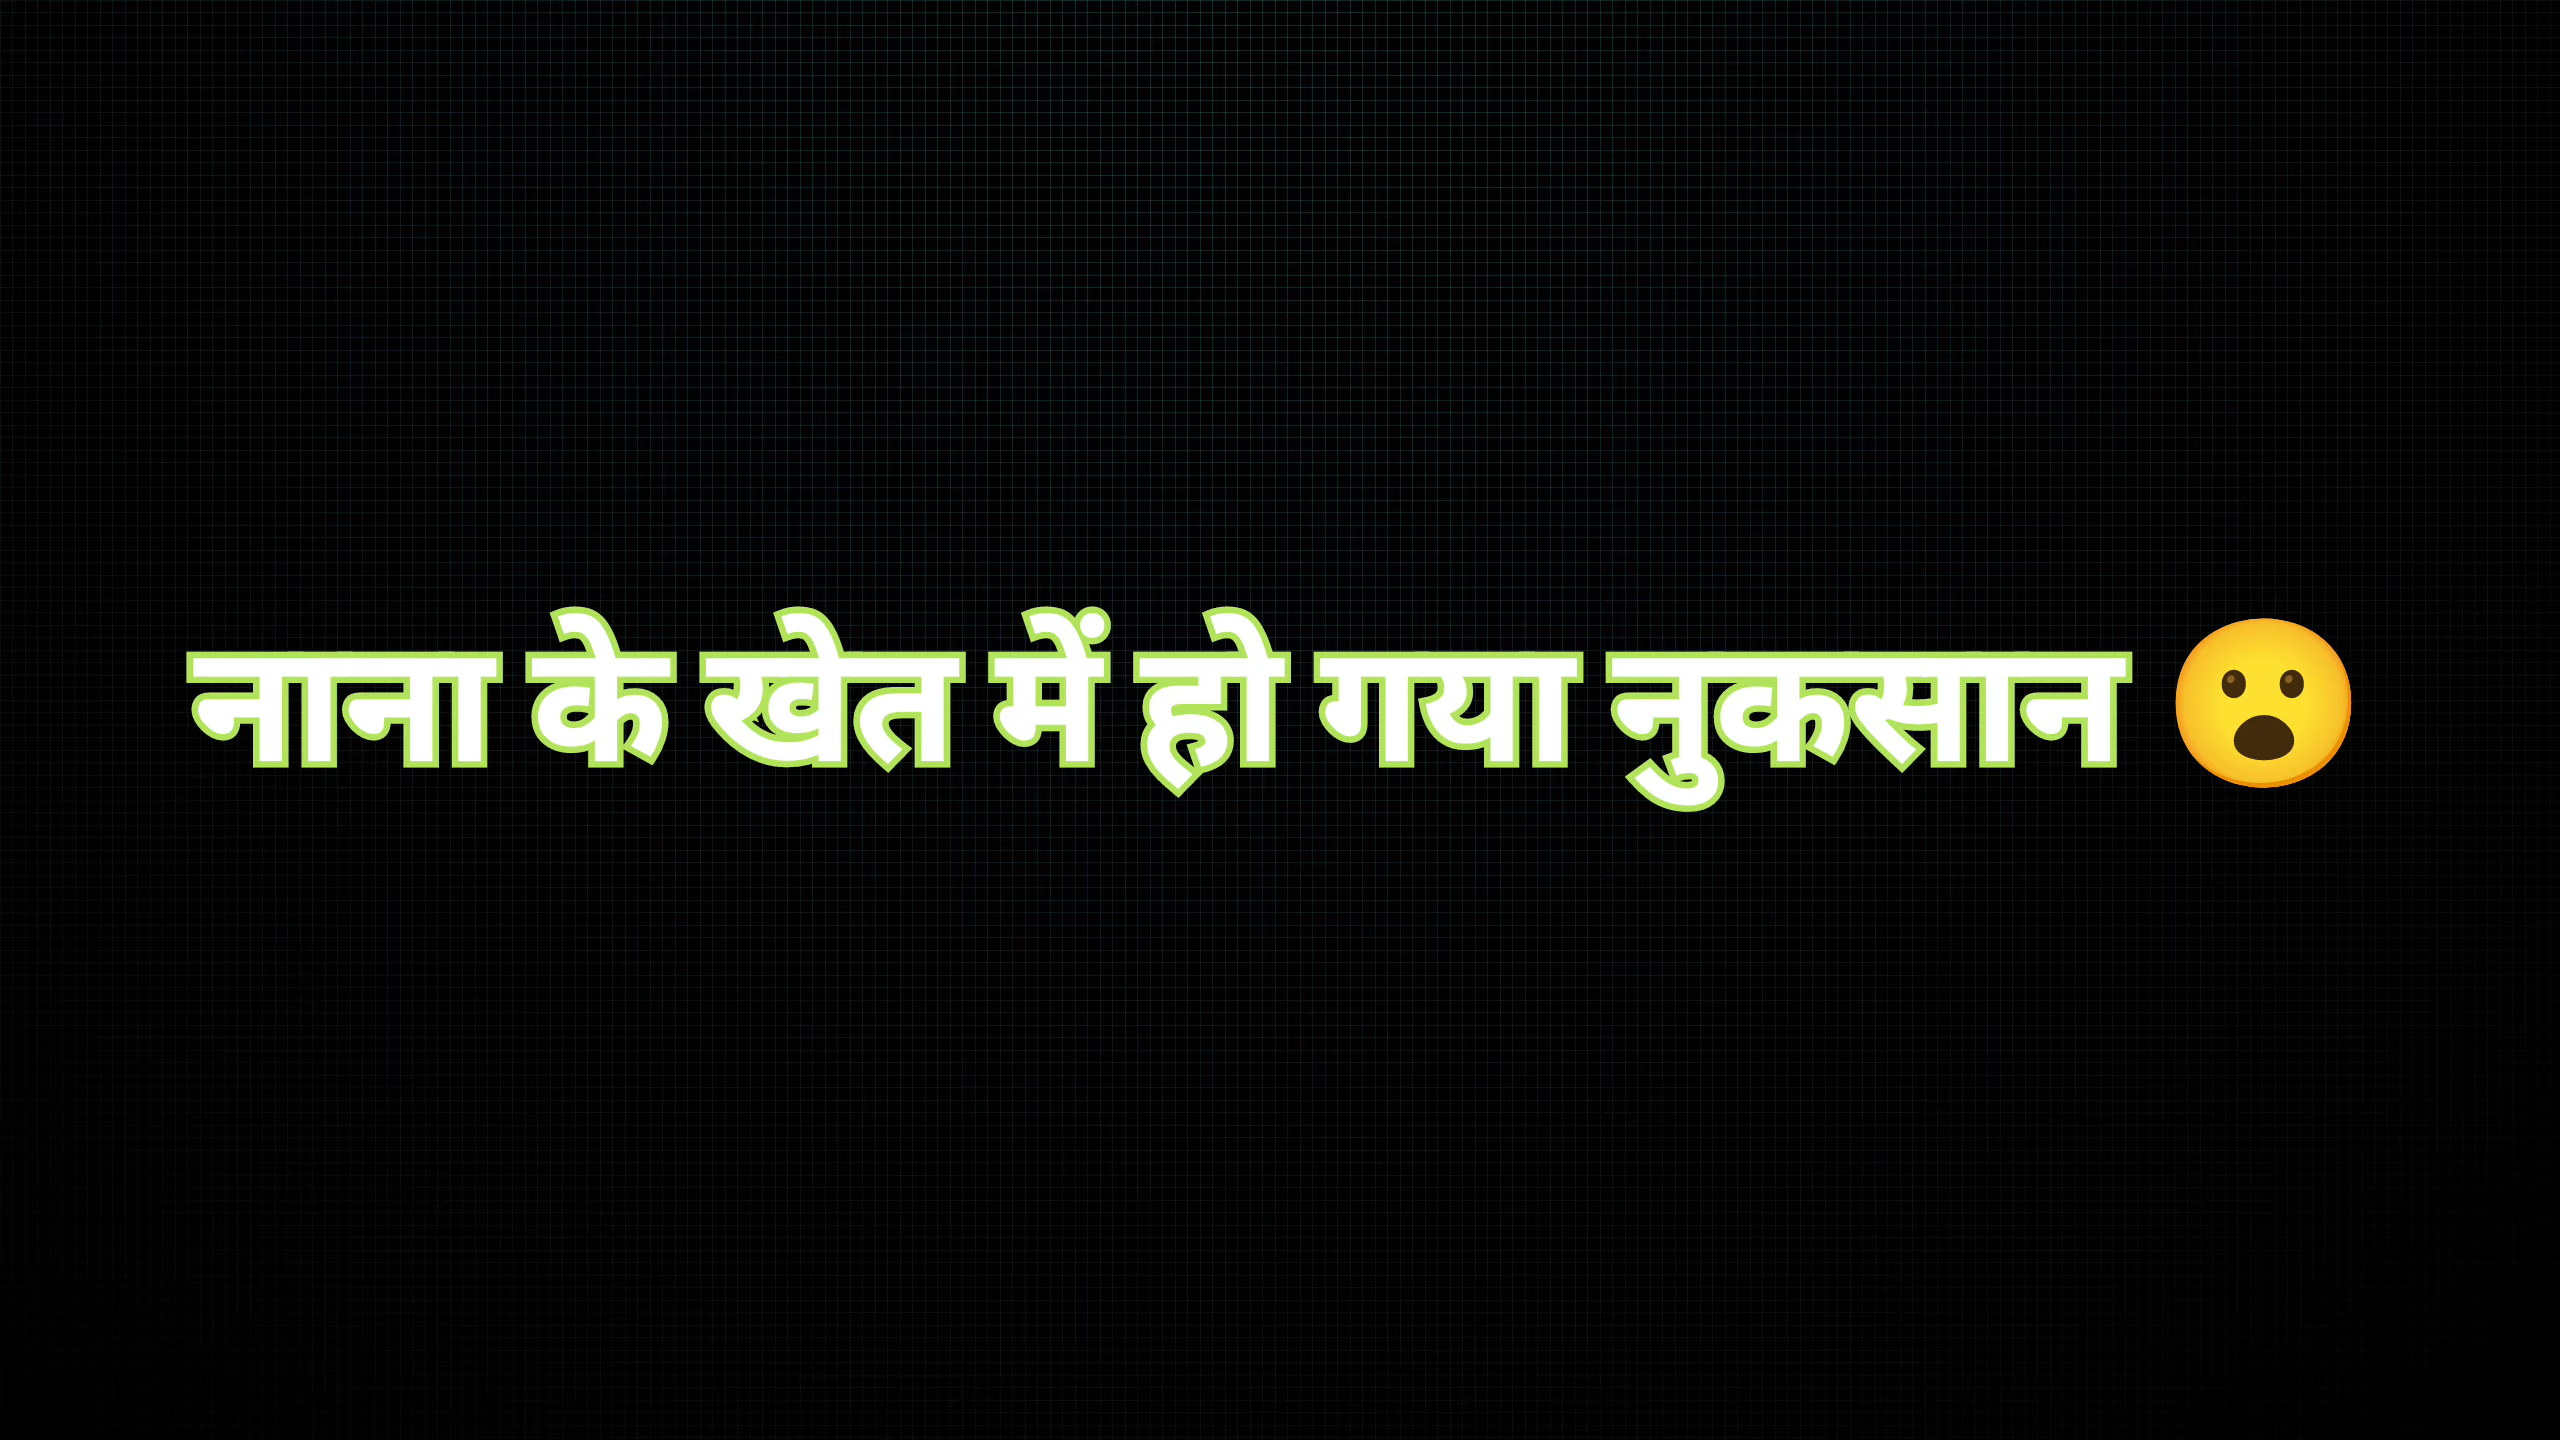 नाना के खेत में हो गया नुकसान 😮